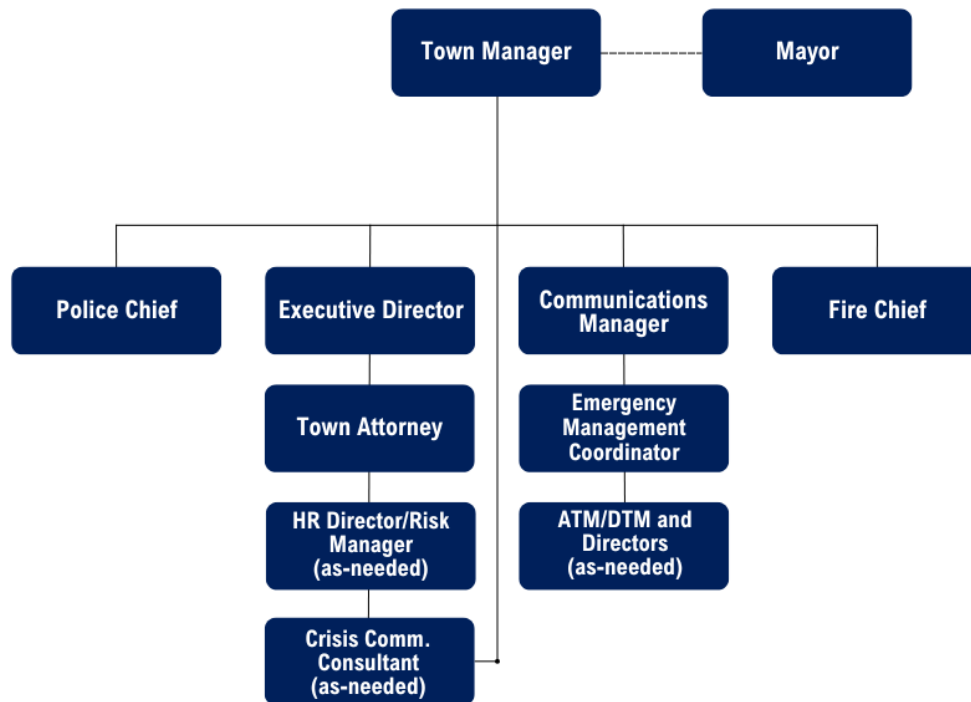 Town Manager
Mayor
Police Chief
Executive Director
Communications
Manager
Fire Chief
Town Attorney
Emergency
Management
Coordinator
HR Director/Risk
Manager
(as-needed)
ATM/DTM and
Directors
(as-needed)
Crisis Comm.
Consultant
(as-needed)